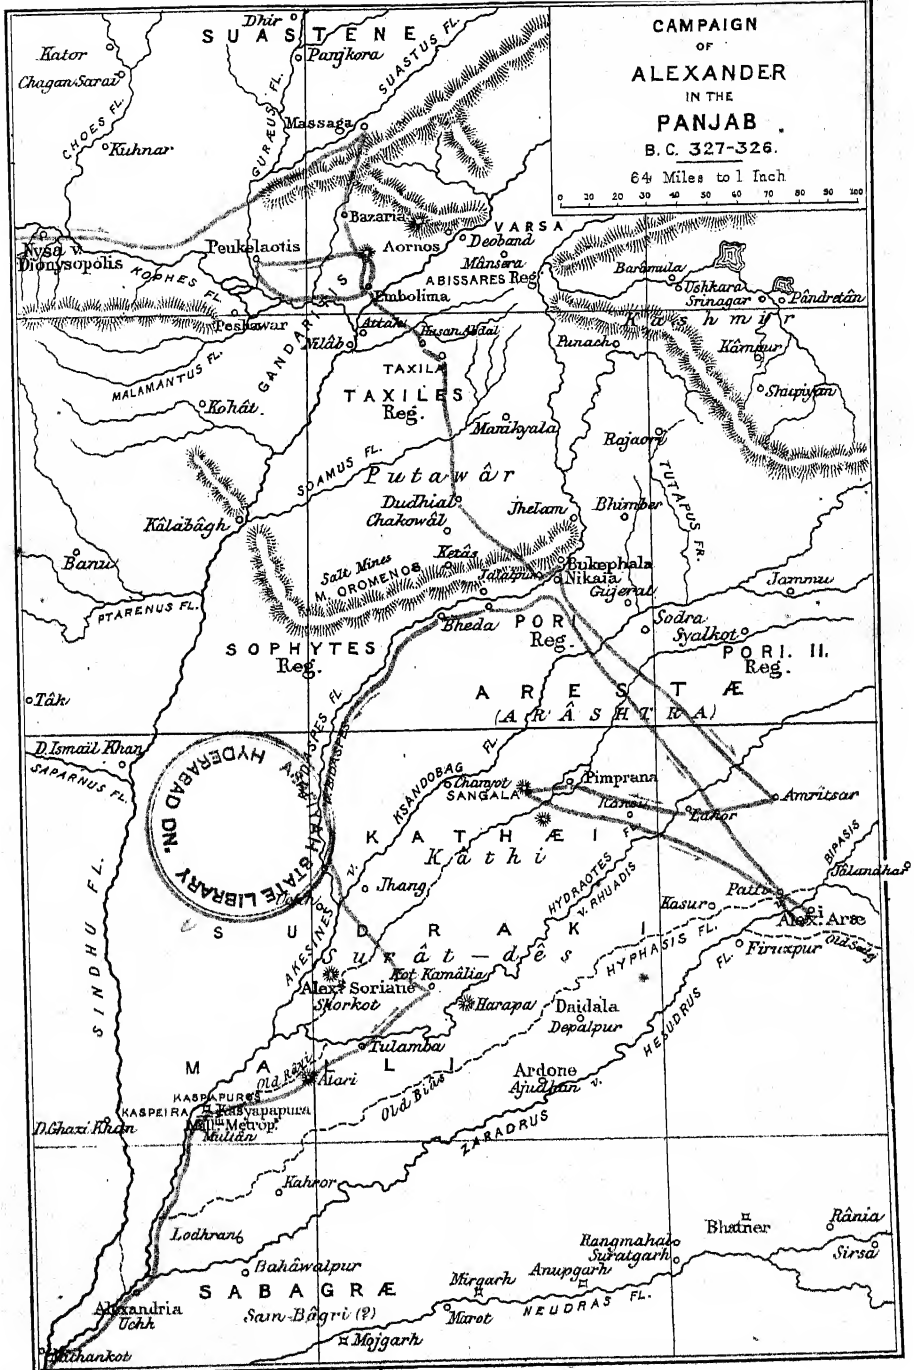 CAMPAIGN
OF
ALEXANDER
IN THE
PANJAB.
B.C. 327-326.
64 Miles to 1 Inch
0 10 20 30 40 50 60 70 80 90 100
Dhir
SUASTENE
Panjkora
Kator
Chagan Sarai
SUASTUS FL.
CHOES FL.
GURÆUS FL.
Massaga
Kuhnar
Bazaria
VARSA
Deoband
Nysa v.
Dionysopolis
Peukelaotis
Aornos
Mânsera
ABISSARES Reg.
KOPHES FL.
Embolima
Baramula
Ushkara
Srinagar
Pândretân
Kashmir
Peshawar
GANDARITIS
Attak
Hasan Abdal
Nilâb
Punach
Kâmpur
TAXILA
MALAMANTUS FL.
TAXILES
Reg.
Shapiyan
Kohât
Manikyala
Rajaori
SOAMUS FL.
Putawâr
TUTAPUS FR.
Dudhial
Chakowâl
Jhelam
Bhimber
Kâlabâgh
Banu
Salt Mines
M. OROMENOS
Ketâs
Jalalpur
Bukephala
Nikaia
Gujerat
Jammu
PTARENUS FL.
Bheda
PORI
Reg.
Sodra
Syalkot
SOPHYTES
Reg.
PORI. II.
Reg.
Tâk
ARESTÆ
(ARÂSHTRA)
D. Ismaïl Khan
SAPARNUS FL.
HYDERABAD DN.
STATE LIBRARY
KSANDOBAG FL.
Chanyot
SANGALA
Pimprana
Lahor
Amritsar
KATHÆI
Kâthi
BIPASIS
Jâlandhar
HYDRAOTES FL.
v. RHUADIS
Jhang
Kasur
Patti
Alex. Aræ
SUDRAKI
Surât-dês
HYPHASIS FL.
Firuzpur
AKESINES
v.
Kot Kamâlia
Alex. Soriane
Shorkot
Harapa
Daidala
Depalpur
HESUDRUS FL.
SINDHU FL.
Tulamba
MALLI
Old Râvi
Atari
Ardone
Ajudhan
v.
KASPAPUROS
KASPEIRA
Kasyapapura
Mall. Metrop.
Multân
Old Biâs
ZARADRUS
D. Ghazi Khan
Kahror
Lodhran
Bhatner
Rânia
Sirsa
Rangmahal
Suratgarh
Bahâwalpur
Mirgarh
Anupgarh
Alexandria
Uchh
SABAGRÆ
Sam-Bâgri (?)
Marot
NEUDRAS FL.
Mojgarh
Mithankot